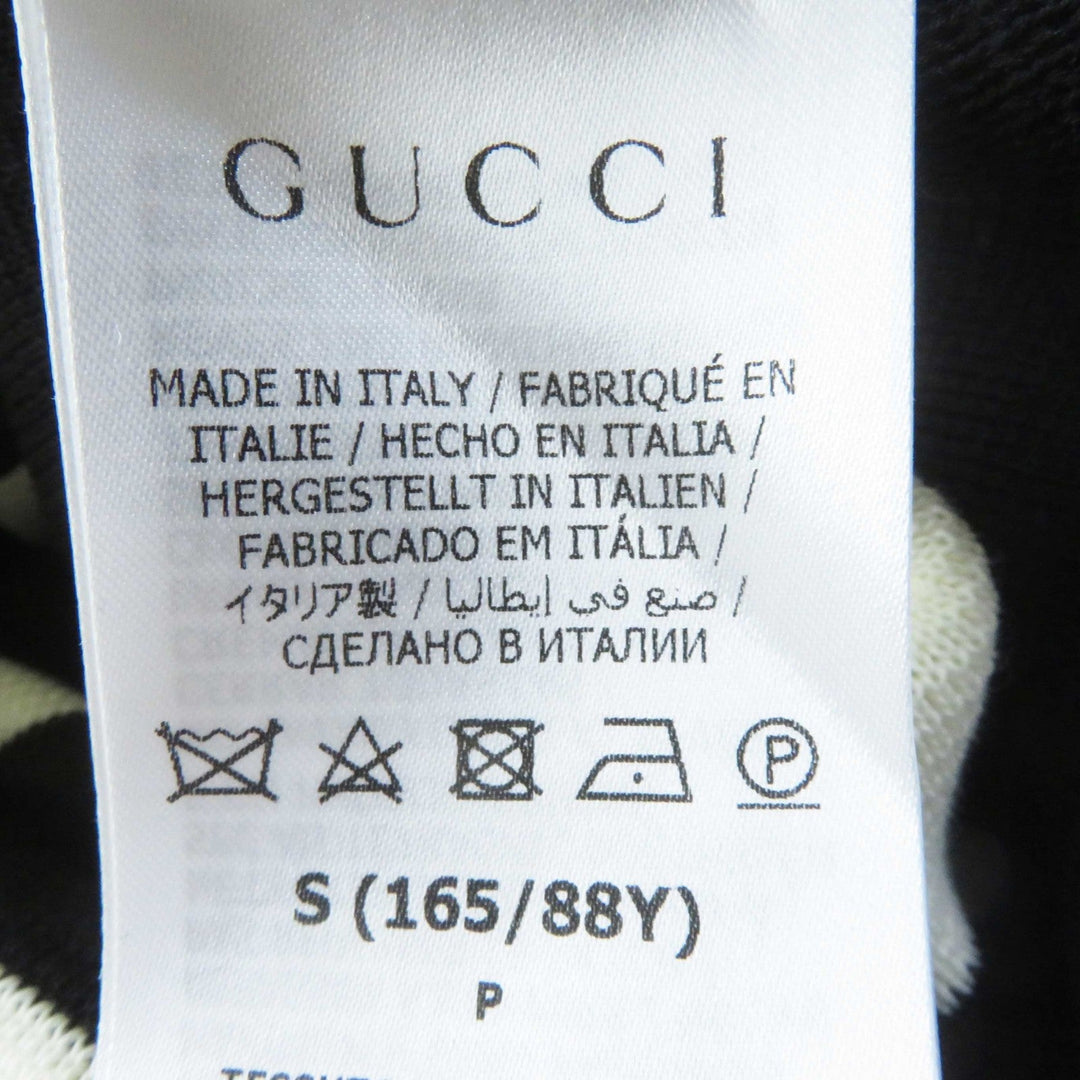 GUCCI
MADE IN ITALY / FABRIQUÉ EN
ITALIE / HECHO EN ITALIA /
HERGESTELLT IN ITALIEN /
FABRICADO EM ITÁLIA /
イタリア製 / صنع في إيطاليا /
СДЕЛАНО В ИТАЛИИ
P
S (165/88Y)
P